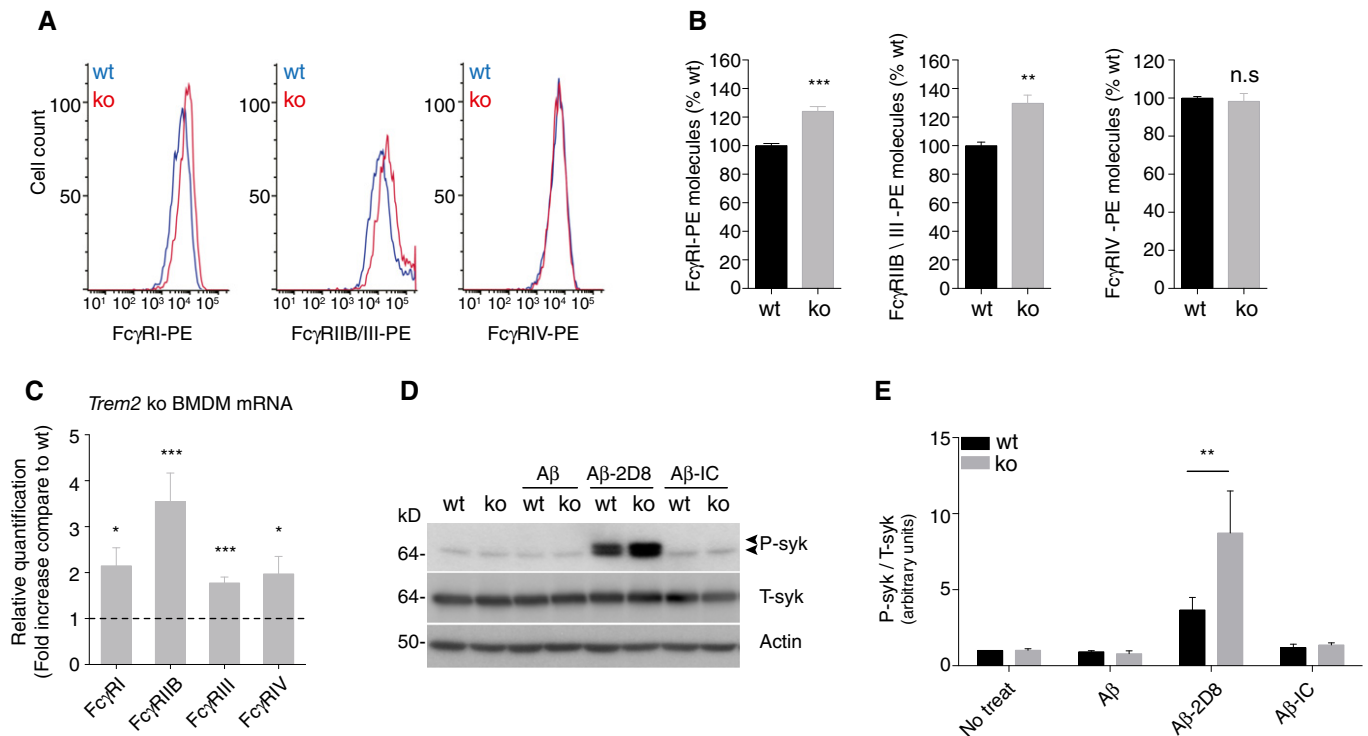 A
wt
ko
100
50
Cell count
10¹ 10² 10³ 10⁴ 10⁵
FcγRI-PE
wt
ko
100
50
10¹ 10² 10³ 10⁴ 10⁵
FcγRIIB/III-PE
wt
ko
100
50
10¹ 10² 10³ 10⁴ 10⁵
FcγRIV-PE
B
FcγRI-PE molecules (% wt)
160
140
120
100
80
60
40
20
0
***
wt ko
FcγRIIB \ III -PE molecules (% wt)
160
140
120
100
80
60
40
20
0
**
wt ko
FcγRIV -PE molecules (% wt)
120
100
80
60
40
20
0
n.s
wt ko
C
Trem2 ko BMDM mRNA
Relative quantification
(Fold increase compare to wt)
5
4
3
2
1
0
* *** *** *
FcγRI
FcγRIIB
FcγRIII
FcγRIV
D
Aβ Aβ-2D8 Aβ-IC
wt ko wt ko wt ko wt ko
kD
64- P-syk
64- T-syk
50- Actin
E
wt
ko
P-syk / T-syk
(arbitrary units)
15
10
5
0
**
No treat
Aβ
Aβ-2D8
Aβ-IC